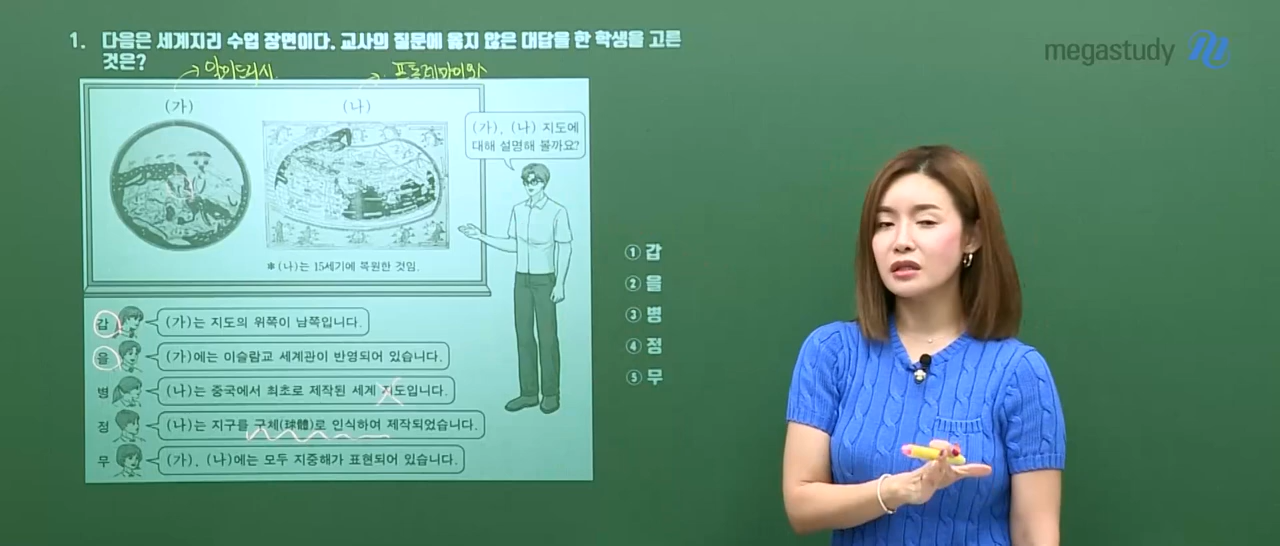 1. 다음은 세계지리 수업 장면이다. 교사의 질문에 옳지 않은 대답을 한 학생을 고른
것은?
megastudy
알이드리시
프톨레마이오스
(가)
(나)
(가), (나) 지도에
대해 설명해 볼까요?
*(나)는 15세기에 복원한 것임.
갑 (가)는 지도의 위쪽이 남쪽입니다.
을 (가)에는 이슬람교 세계관이 반영되어 있습니다.
병 (나)는 중국에서 최초로 제작된 세계 지도입니다.
정 (나)는 지구를 구체(球體)로 인식하여 제작되었습니다.
무 (가), (나)에는 모두 지중해가 표현되어 있습니다.
① 갑
② 을
③ 병
④ 정
⑤ 무